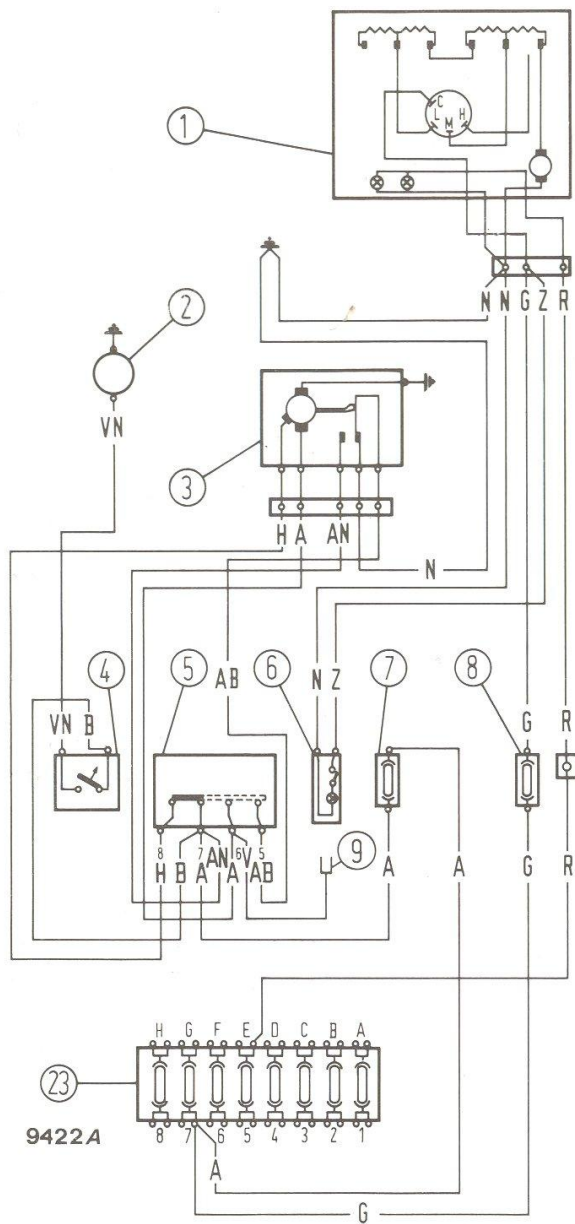 C
L M H
1
N N G Z R
2
VN
3
H A AN
N
4
5
AB
6
N Z
7
8
G
R
VN B
9
8 7 6 5
H B A AN A V AB
A
A
G
R
H G F E D C B A
23
8 7 6 5 4 3 2 1
9422A
A
G